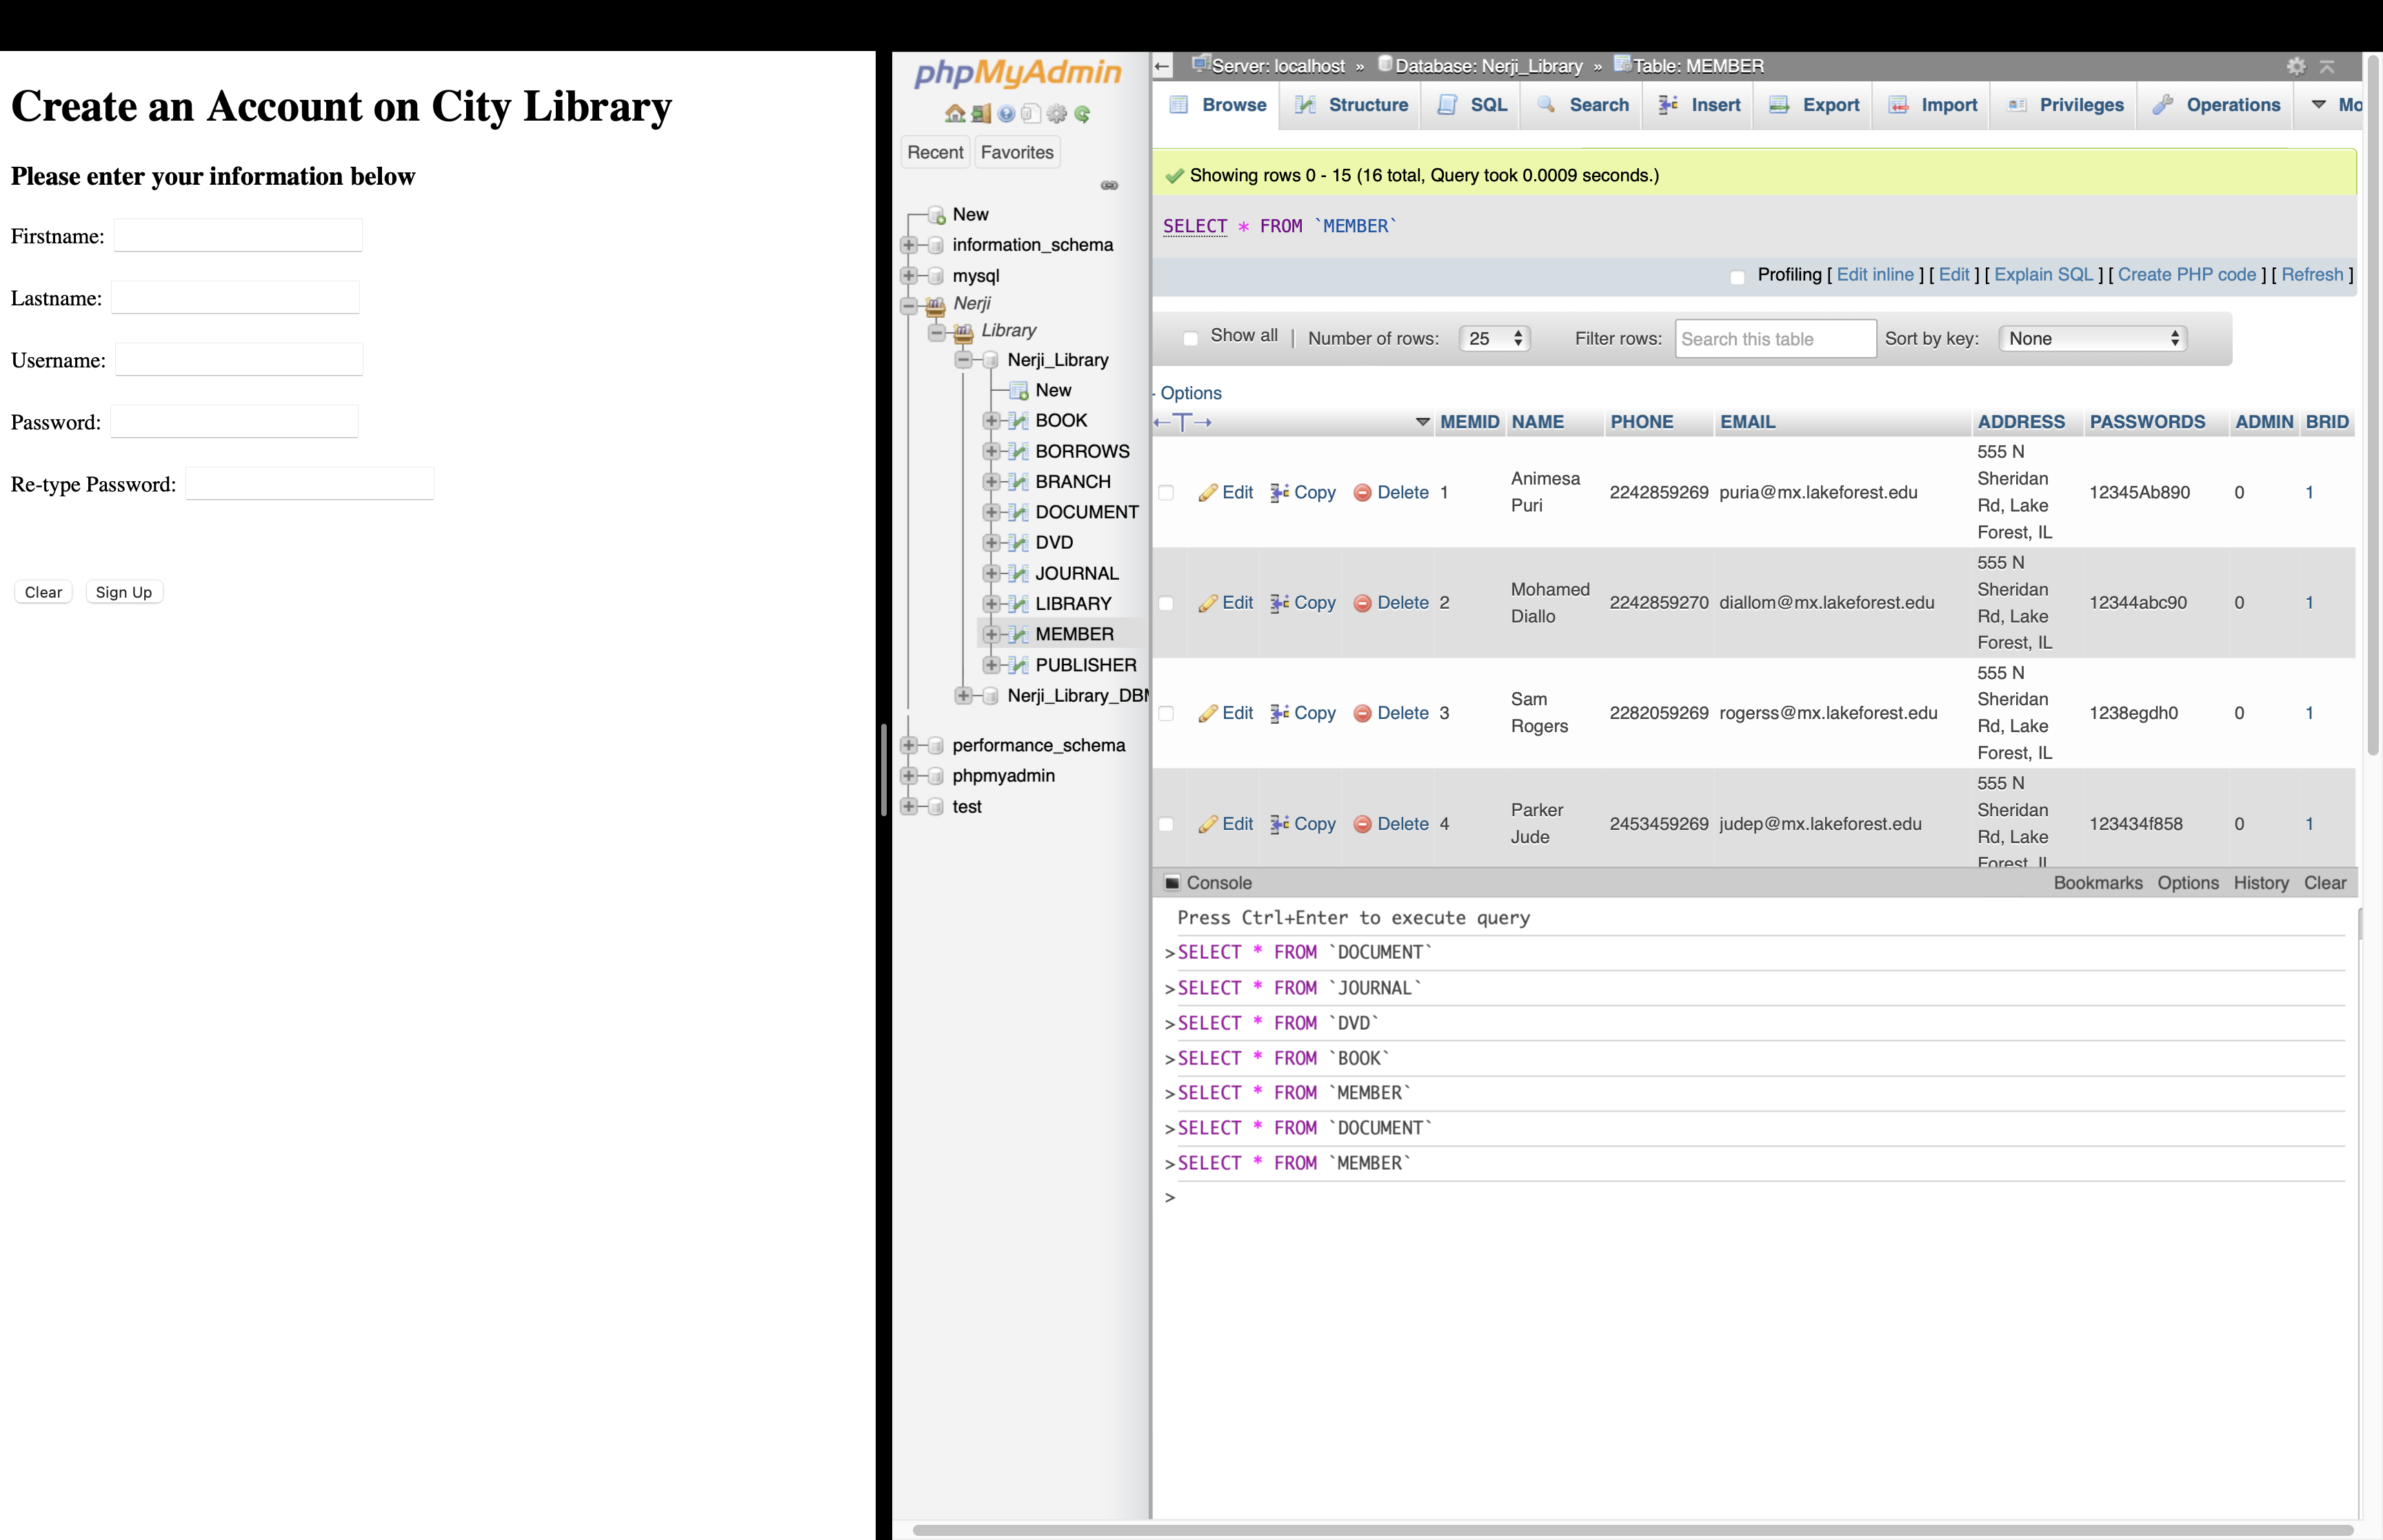 Create an Account on City Library
Please enter your information below
Firstname:
Lastname:
Username:
Password:
Re-type Password:
Clear Sign Up
phpMyAdmin
Recent Favorites
New
information_schema
mysql
Nerji
Library
Nerji_Library
New
BOOK
BORROWS
BRANCH
DOCUMENT
DVD
JOURNAL
LIBRARY
MEMBER
PUBLISHER
Nerji_Library_DB
performance_schema
phpmyadmin
test
Server: localhost » Database: Nerji_Library » Table: MEMBER
Browse Structure SQL Search Insert Export Import Privileges Operations Mo
Showing rows 0 - 15 (16 total, Query took 0.0009 seconds.)
SELECT * FROM `MEMBER`
Profiling [ Edit inline ] [ Edit ] [ Explain SQL ] [ Create PHP code ] [ Refresh ]
Show all | Number of rows: 25 Filter rows: Search this table Sort by key: None
- Options
←T→ MEMID NAME PHONE EMAIL ADDRESS PASSWORDS ADMIN BRID
Edit Copy Delete 1 Animesa Puri 2242859269 puria@mx.lakeforest.edu 555 N Sheridan Rd, Lake Forest, IL 12345Ab890 0 1
Edit Copy Delete 2 Mohamed Diallo 2242859270 diallom@mx.lakeforest.edu 555 N Sheridan Rd, Lake Forest, IL 12344abc90 0 1
Edit Copy Delete 3 Sam Rogers 2282059269 rogerss@mx.lakeforest.edu 555 N Sheridan Rd, Lake Forest, IL 1238egdh0 0 1
Edit Copy Delete 4 Parker Jude 2453459269 judep@mx.lakeforest.edu 555 N Sheridan Rd, Lake Forest, IL 123434f858 0 1
Console Bookmarks Options History Clear
Press Ctrl+Enter to execute query
>SELECT * FROM `DOCUMENT`
>SELECT * FROM `JOURNAL`
>SELECT * FROM `DVD`
>SELECT * FROM `BOOK`
>SELECT * FROM `MEMBER`
>SELECT * FROM `DOCUMENT`
>SELECT * FROM `MEMBER`
>